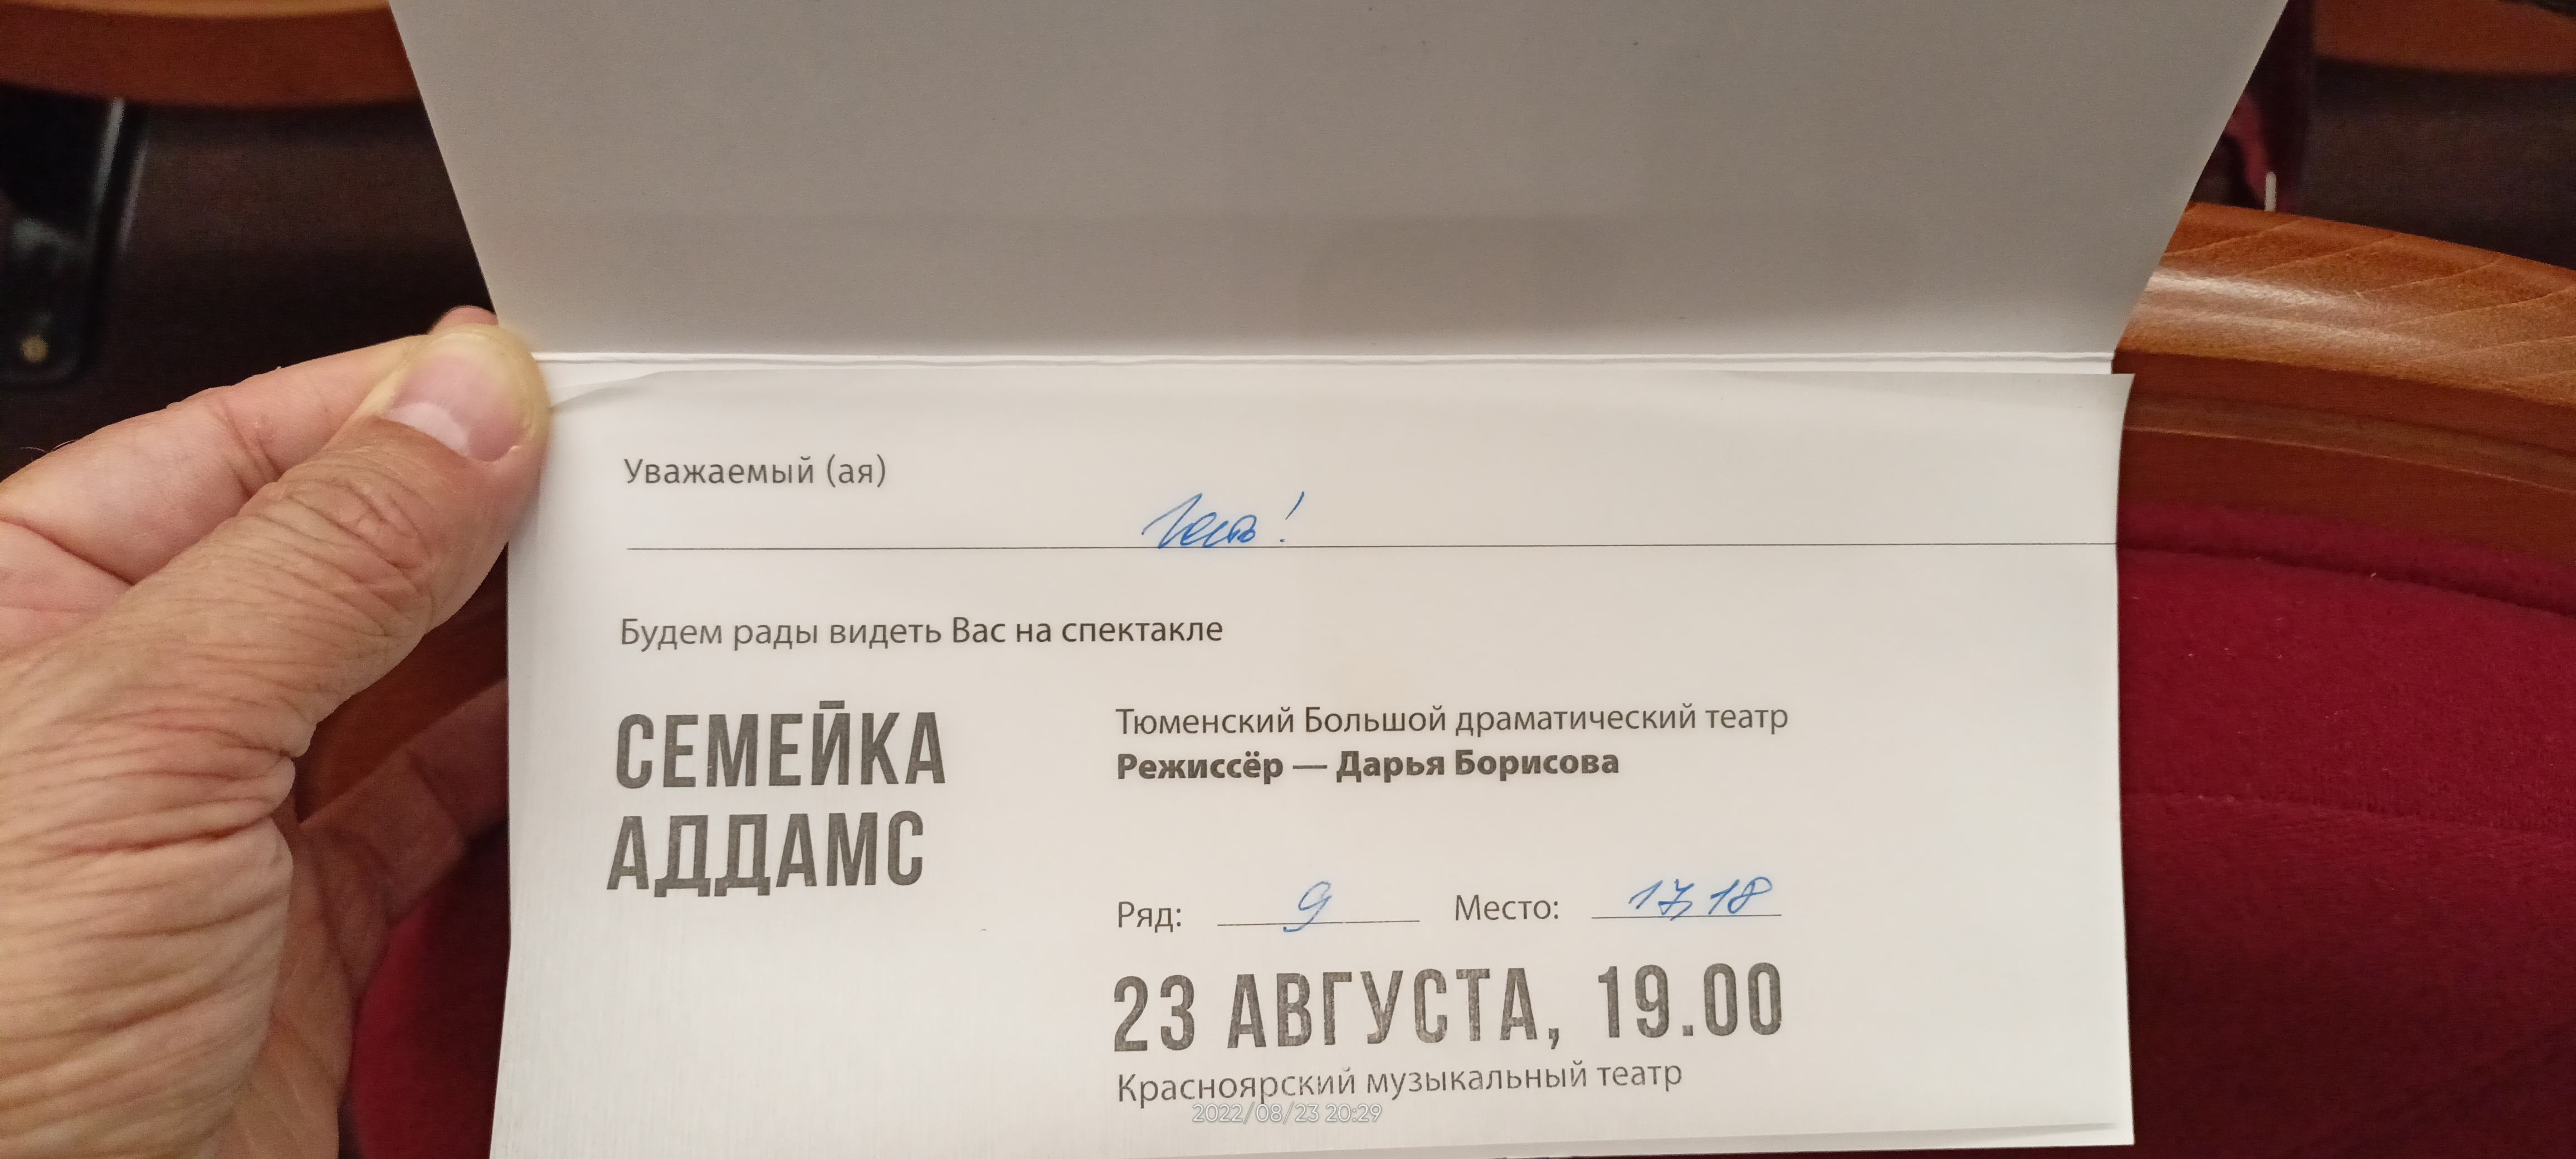 Уважаемый (ая)
Гость!
Будем рады видеть Вас на спектакле
СЕМЕЙКА
АДДАМС
Тюменский Большой драматический театр
Режиссёр — Дарья Борисова
Ряд: 9 Место: 17, 18
23 АВГУСТА, 19.00
Красноярский музыкальный театр
2022/08/23 20:29